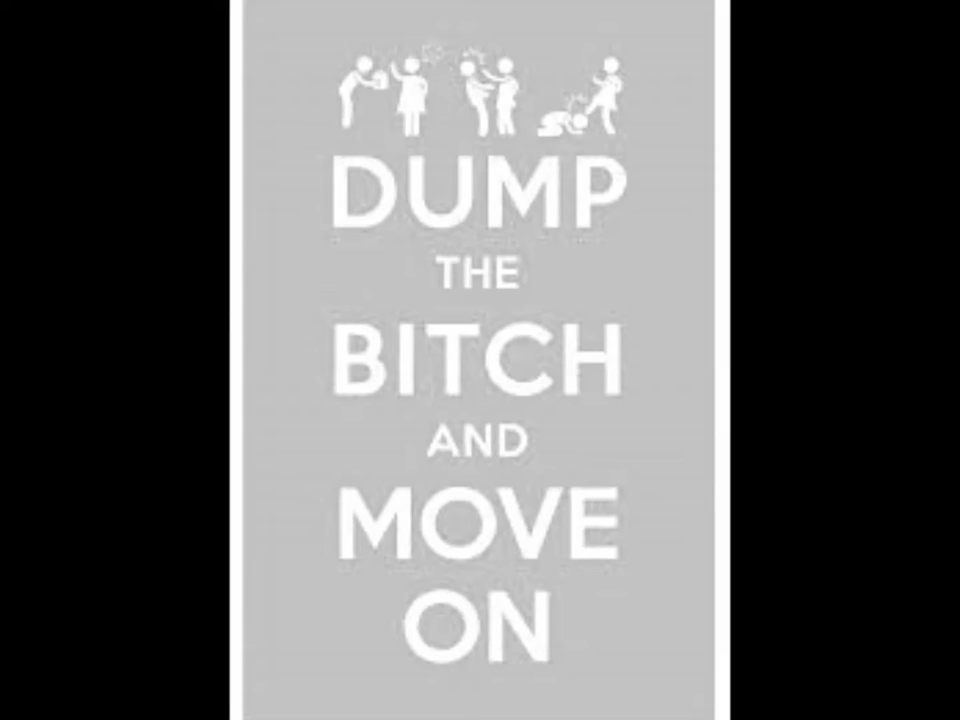 DUMP
THE
BITCH
AND
MOVE
ON